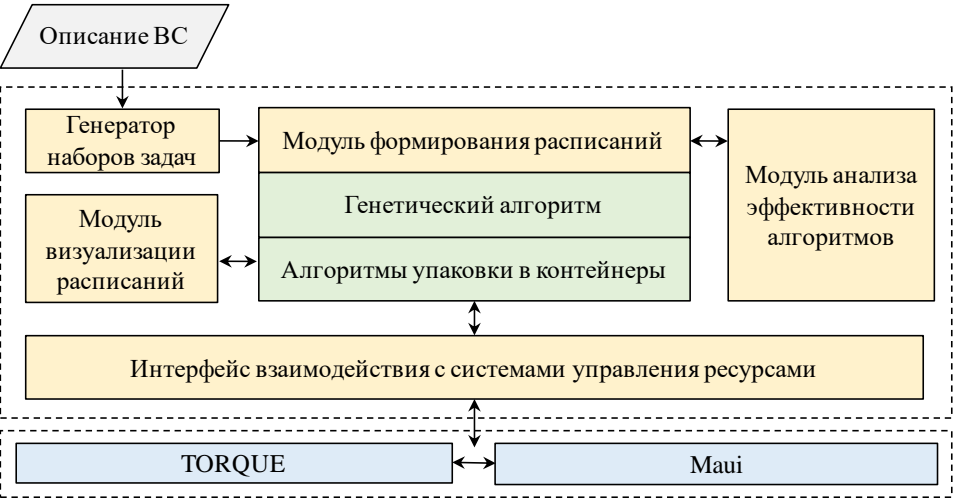 Описание ВС
Генератор
наборов задач
Модуль формирования расписаний
Генетический алгоритм
Алгоритмы упаковки в контейнеры
Модуль анализа
эффективности
алгоритмов
Модуль
визуализации
расписаний
Интерфейс взаимодействия с системами управления ресурсами
TORQUE
Maui